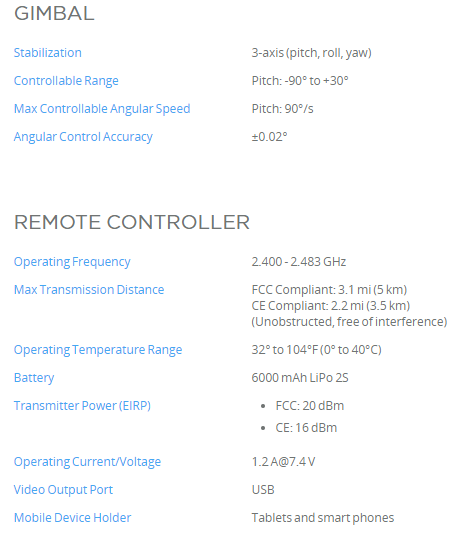 GIMBAL
Stabilization 3-axis (pitch, roll, yaw)
Controllable Range Pitch: -90° to +30°
Max Controllable Angular Speed Pitch: 90°/s
Angular Control Accuracy ±0.02°
REMOTE CONTROLLER
Operating Frequency 2.400 - 2.483 GHz
Max Transmission Distance FCC Compliant: 3.1 mi (5 km)
CE Compliant: 2.2 mi (3.5 km)
(Unobstructed, free of interference)
Operating Temperature Range 32° to 104°F (0° to 40°C)
Battery 6000 mAh LiPo 2S
Transmitter Power (EIRP) • FCC: 20 dBm
• CE: 16 dBm
Operating Current/Voltage 1.2 A@7.4 V
Video Output Port USB
Mobile Device Holder Tablets and smart phones